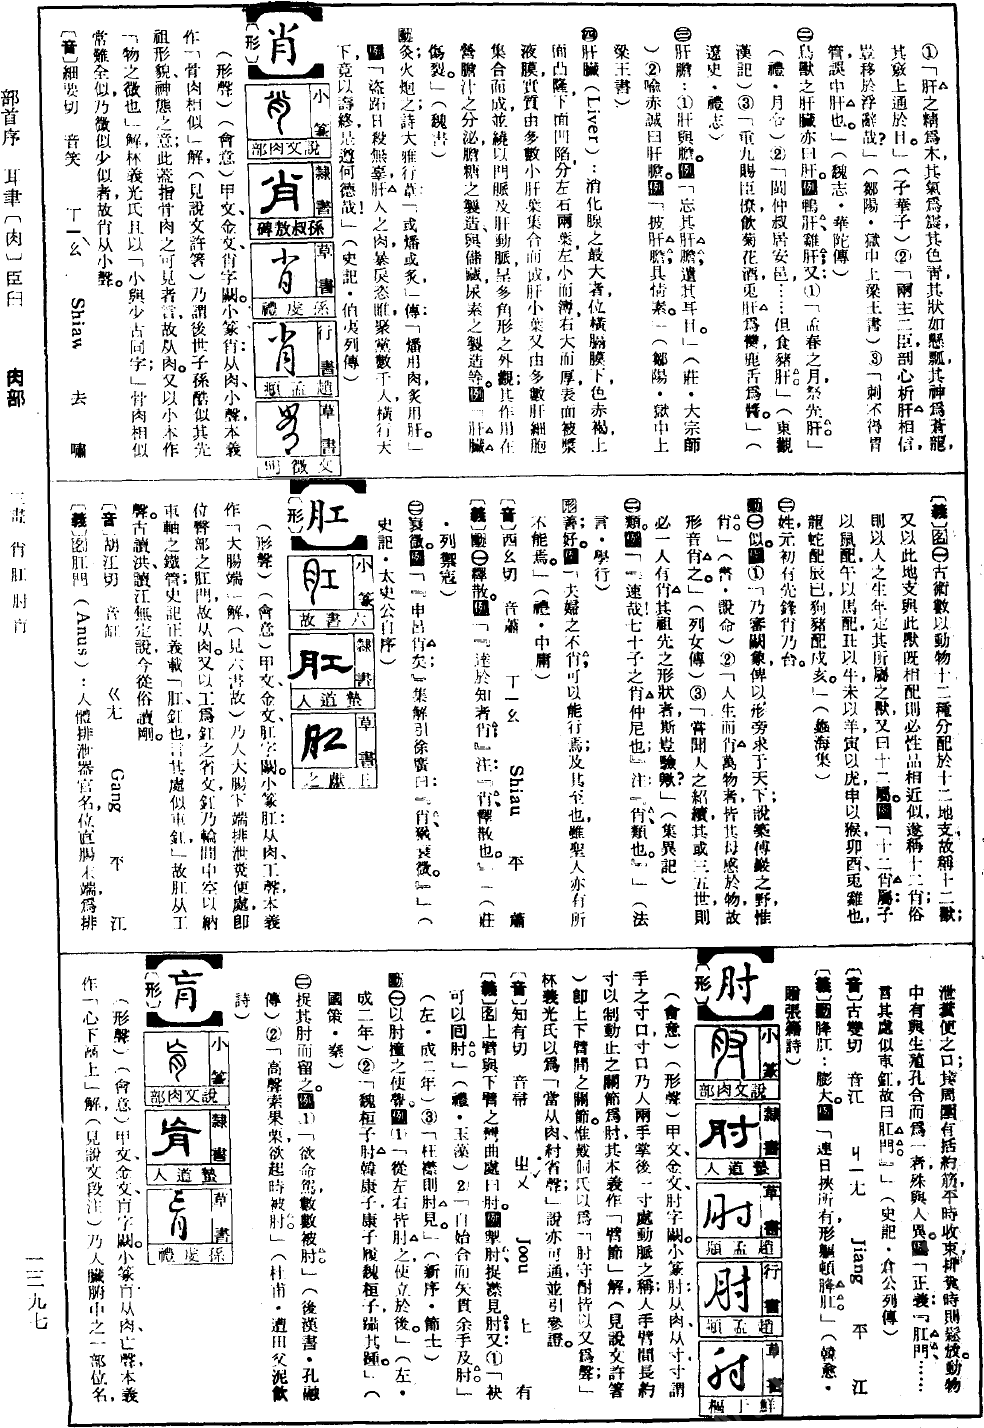 部首序 耳聿〔肉〕臣臼 肉部 三畫 肖肛肘肓 一三九七
①「肝之精爲木,其氣爲震,其色靑,其狀如懸瓢,其神爲蒼龍,
其竅上通於目。」(子華子)②「兩主二臣,剖心析肝相信,
豈移於浮辭哉?」(鄒陽・獄中上梁王書)③「刺不得胃
管,誤中肝也。」(魏志・華陀傳)
㊁鳥獸之肝臟亦曰肝。例鴨肝、雞肝。又:①「孟春之月,祭先肝。」
(禮・月令)②「閔仲叔居安邑……但食豬肝」(東觀
漢記)③「重九賜臣僚飲菊花酒,兎肝爲臡,鹿舌爲醬。」(
遼史・禮志)
㊂肝膽:①肝與膽。例「忘其肝膽,遺其耳目。」(莊・大宗師
)②喻赤誠曰肝膽。例「披肝膽,具情素。」(鄒陽・獄中上
梁王書)
㊃肝臟(Liver):消化腺之最大者,位橫膈膜下,色赤褐,上
面凸隆,下面凹陷,分左右兩葉,左小而薄,右大而厚,表面被漿
液膜,實質由多數小肝葉集合而成,肝小葉又由多數肝細胞
集合而成,並繞以門脈及肝動脈,呈多角形之外觀;其作用在
營膽汁之分泌,膽糖之製造與儲藏,尿素之製造等。例「肝臟
傷裂。」(魏書)
動灸火炮之。詩大雅行葦:「或燔或炙」傳:「燔用肉,炙用肝。」
例「盜跖日殺無辜,肝人之肉,暴戾恣睢,聚黨數千人橫行天
下,竟以壽終,是遵何德哉!」(史記・伯夷列傳)
肖
〔形〕
小篆 說文肉部
隸書 孫叔敖碑
草書 孫虔禮
行書 趙孟頫
草書 文徵明
(形聲)(會意)甲文、金文、肖字闕。小篆肖:从肉、小聲,本義
作「骨肉相似」解,(見說文許箸)乃謂後世子孫酷似其先
祖形貌、神態之意;此蓋指骨肉之可見者言,故从肉。又以小本作
「物之微也」解,林義光氏且以「小與少古同字」,骨肉相似
常難全似,乃微似少似者,故肖从小聲。
〔音〕細要切 音笑 ㄒㄧㄠˋ Shiaw 去 嘯
〔義〕名㊀古術數以動物十二種分配於十二地支,故稱十二獸;
又以此地支與此獸既相配,則必性品相近似,遂稱十二肖;俗
則以人之生年定其所屬之獸,又曰十二屬。例「十二肖屬,子
以鼠配,午以馬配,丑以牛,未以羊,寅以虎,申以猴,卯酉、兎雞也,
龍蛇配辰巳,狗豬配戌亥。」(蠡海集)
㊁姓,元初有先鋒肖乃台。
動㊀似。例①「乃審厥象,俾以形旁求于天下;說築傅巖之野,惟
肖。」(書・說命)②「人生而肖萬物者,皆其母感於物,故
形音肖之。」(列女傳)③「嘗聞人之紹續其或三五世,則
必一人有肖其祖先之形狀者,斯豈驗歟?」(集異記)
㊁類。例「『速哉!七十子之肖仲尼也』注『肖、類也。』」(法
言・學行)
形善;好。例「夫婦之不肖,可以能行焉;及其至也,雖聖人亦有所
不能焉。」(禮・中庸)
〔音〕西幺切 音蕭 ㄒㄧㄠ Shiau 平 蕭
〔義〕動㊀釋散。例「『達於知者肖』注『肖、釋散也。』」(莊
・列禦寇)
㊁衰微。例「『申呂肖矣』集解引徐廣曰:『肖、猶衰微。』」(
史記・太史公自序)
肛
〔形〕
小篆 六書故
隸書 蟄道人
草書 王獻之
(形聲)(會意)甲文、金文、肛字闕。小篆肛:从肉、工聲,本義
作「大腸端」解,(見六書故)乃人大腸下端排泄糞便處,即
位臀部之肛門,故从肉。又以工爲釭之省文,釭乃輪間中空以納
車軸之鐵管,史記正義載「肛,釭也;言其處似車釭」故肛从工
聲。古讀洪、讀江無定說,今從俗讀剛。
〔音〕胡江切 音缸 ㄍㄤ Gang 平 江
〔義〕名肛門(Anus):人體排泄器官名,位直腸末端,爲排
泄糞便之口,其周圍有括約筋,平時收束,排糞時則鬆放;動物
中有與生殖孔合而爲一者,殊與人異。例「正義:『肛門……
言其處似車釭,故曰肛門。』」(史記・倉公列傳)
〔音〕古雙切 音江 ㄐㄧㄤ Jiang 平 江
〔義〕動肨肛:膨大。例「連日挾所有,形軀頓肨肛。」(韓愈・
贈張籍詩)
肘
〔形〕
小篆 說文肉部
隸書 蟄道人
草書 趙孟頫
行書 趙孟頫
草書 鮮于樞
(會意)(形聲)甲文、金文、肘字闕。小篆肘:从肉、从寸,寸謂
手之寸口,寸口乃人兩手掌後一寸處動脈之稱,人手臂間長約
寸以制動止之關節爲肘,其本義作「臂節」解,(見說文許箸
)即上下臂間之關節。惟戴侗氏以爲「肘、守、酎皆以又爲聲」;
林義光氏以爲「當从肉、村省聲」;說亦可通,並引參證。
〔音〕知有切 音帚 ㄓㄡˇ Joou 上 有
〔義〕名上臂與下臂之灣曲處曰肘。例掣肘、捉襟見肘。又:①「袂
可以回肘。」(禮・玉藻)②「自始合,而矢貫余手及肘」
(左・成二年)③「枉襟則肘見。」(新序・節士)
動㊀以肘撞之使覺。例①「從左右皆肘之,使立於後。」(左・
成二年)②「魏桓子肘韓康子,康子履魏桓子,躡其踵。」(
國策・秦)
㊁捉其肘而留之。例①「欲命駕,數數被肘」(後漢書・孔融
傳)②「高聲索果栗,欲起時被肘」(杜甫・遭田父泥飲
詩)
肓
〔形〕
小篆 說文肉部
隸書 蟄道人
草書 孫虔禮
(形聲)(會意)甲文、金文、肓字闕。小篆肓:从肉、亡聲,本義
作「心下鬲上」解,(見說文段注)乃人臟腑中之一部位名,